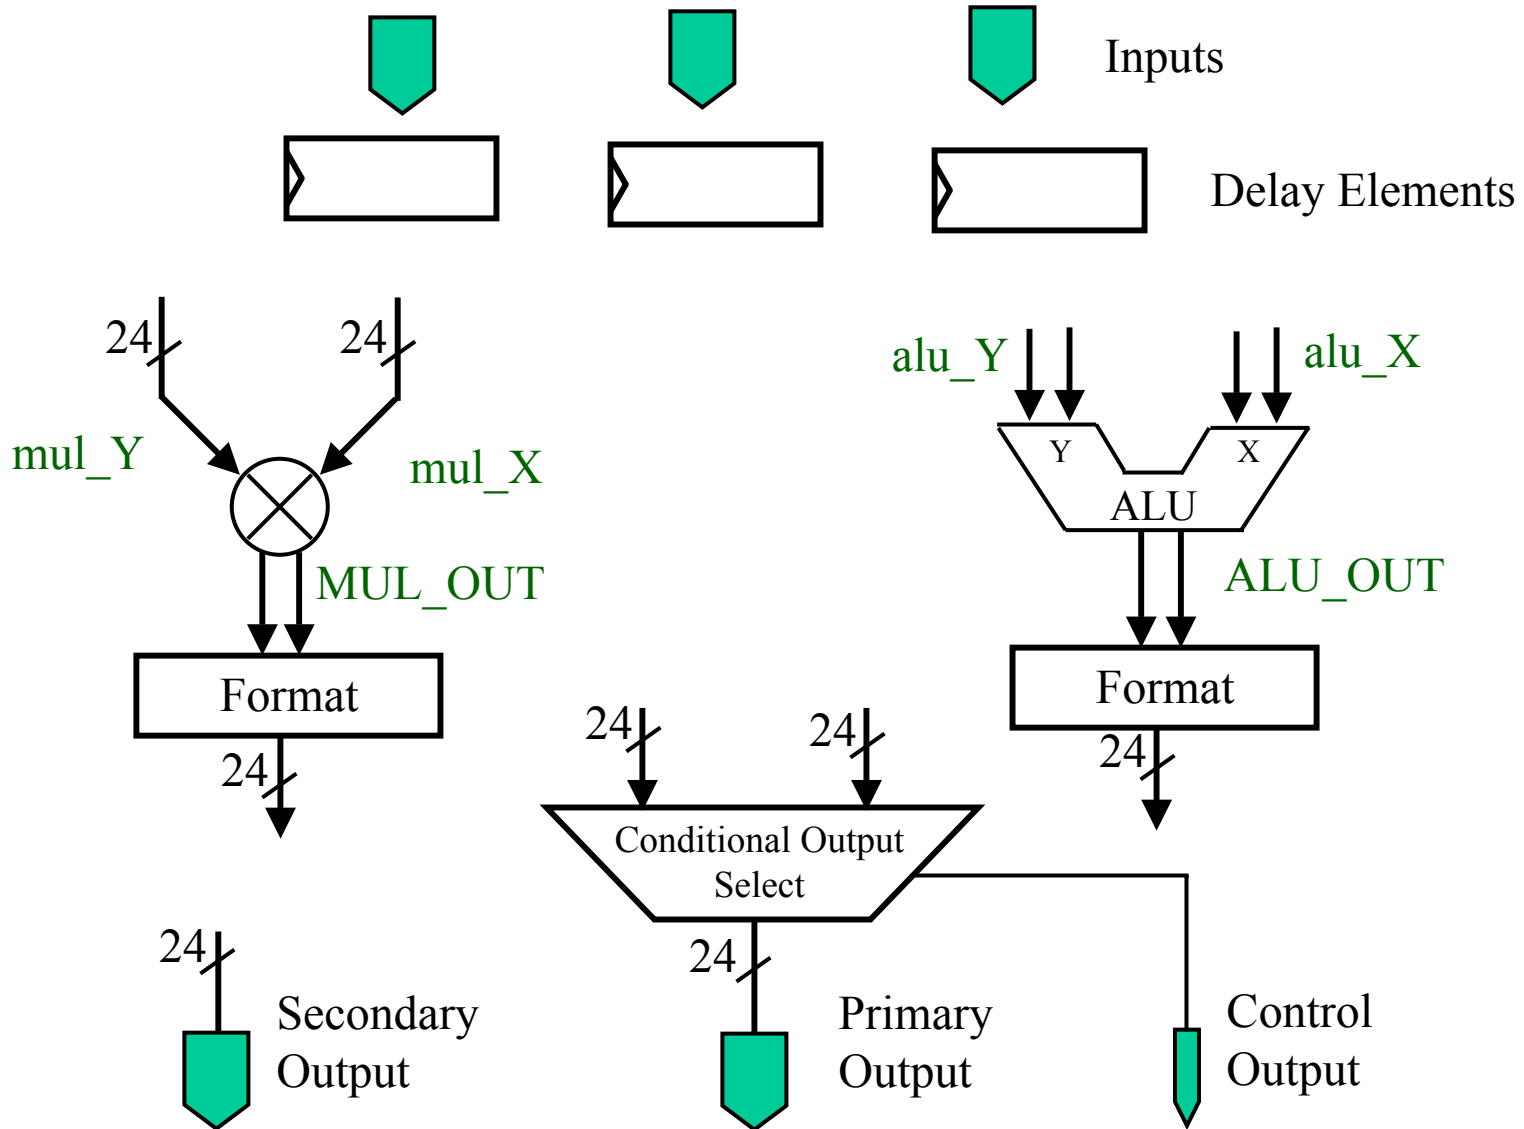 Inputs
Delay Elements
24
24
alu_Y
alu_X
mul_Y
mul_X
Y
X
ALU
MUL_OUT
ALU_OUT
Format
Format
24
24
24
24
Conditional Output
Select
24
24
Secondary
Output
Primary
Output
Control
Output